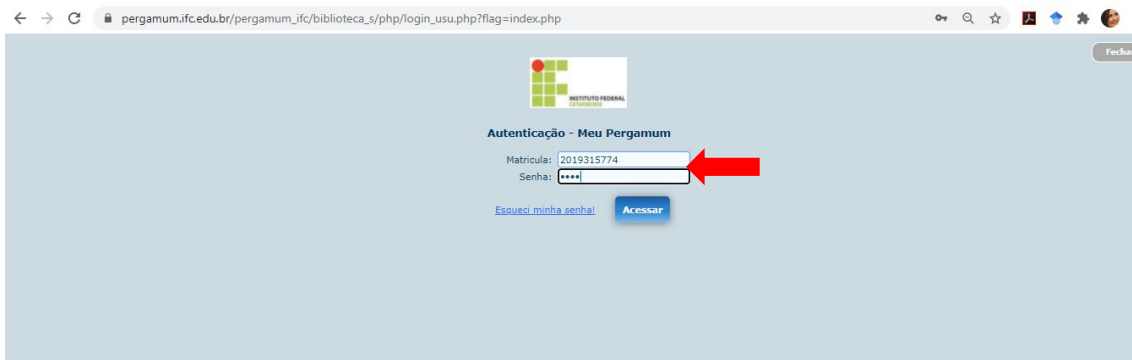 pergamum.ifc.edu.br/pergamum_ifc/biblioteca_s/php/login_usu.php?flag=index.php
Fechar
INSTITUTO FEDERAL
CATARINENSE
Autenticação - Meu Pergamum
Matricula: 2019315774
Senha: ••••
Esqueci minha senha! Acessar